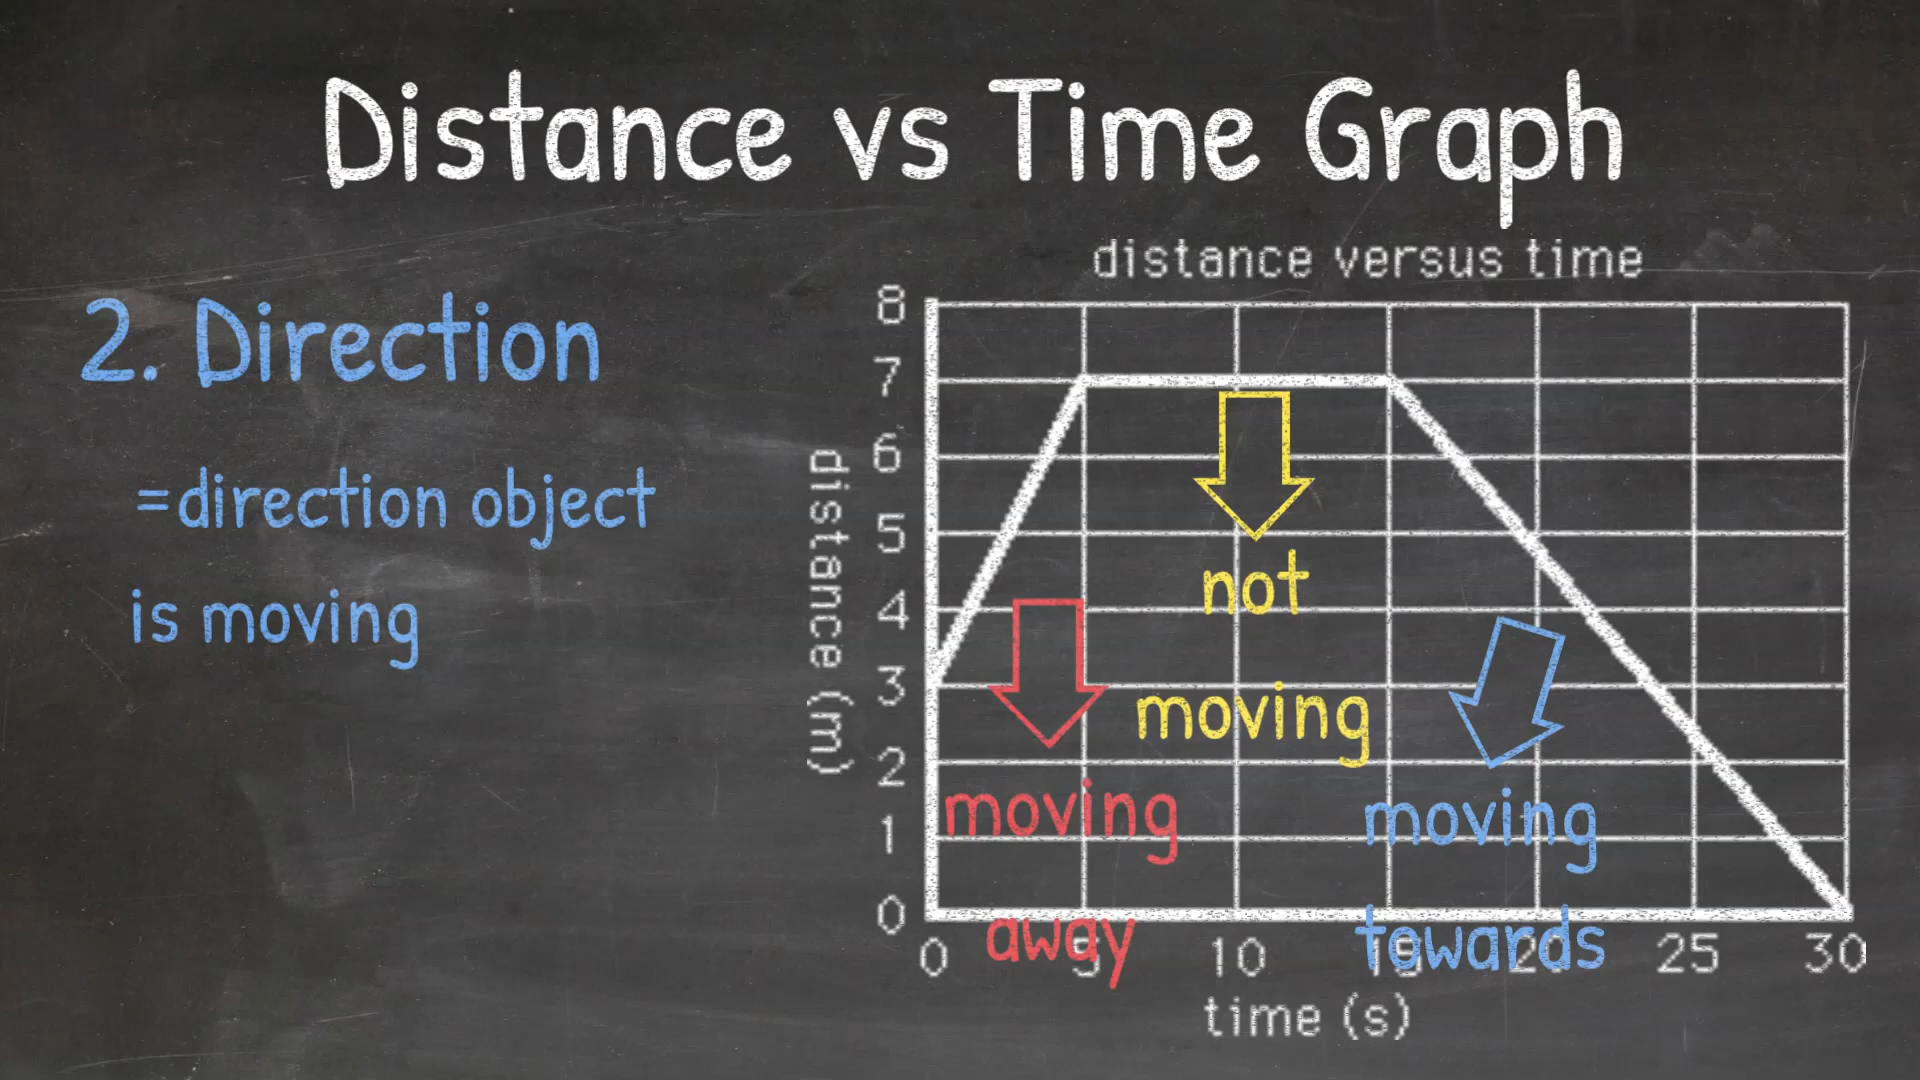 Distance vs Time Graph
2. Direction
=direction object
is moving
distance versus time
8
7
6
5
4
3
2
1
0
distance (m)
not
moving
moving
away
moving
towards
0 5 10 15 20 25 30
time (s)